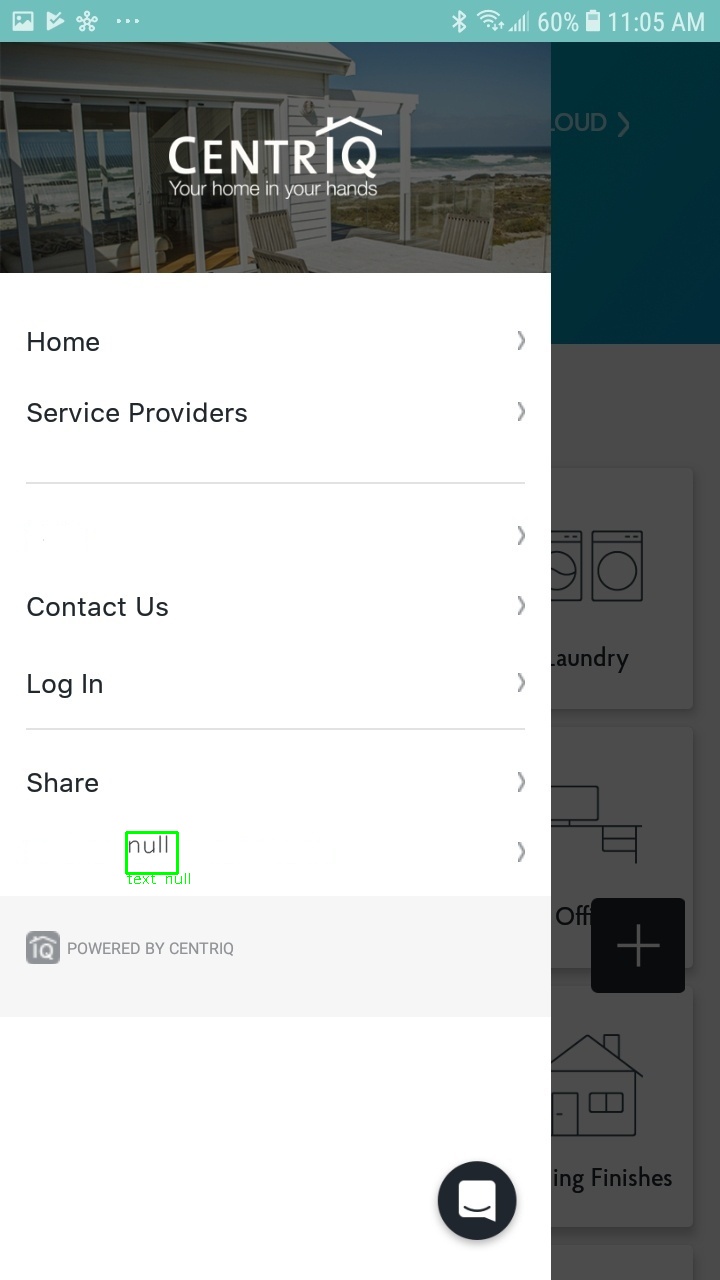 60% 11:05 AM
LOUD
CENTRIQ
Your home in your hands
Home
Service Providers
Contact Us
Laundry
Log In
Share
null
text null
Off
POWERED BY CENTRIQ
ing Finishes